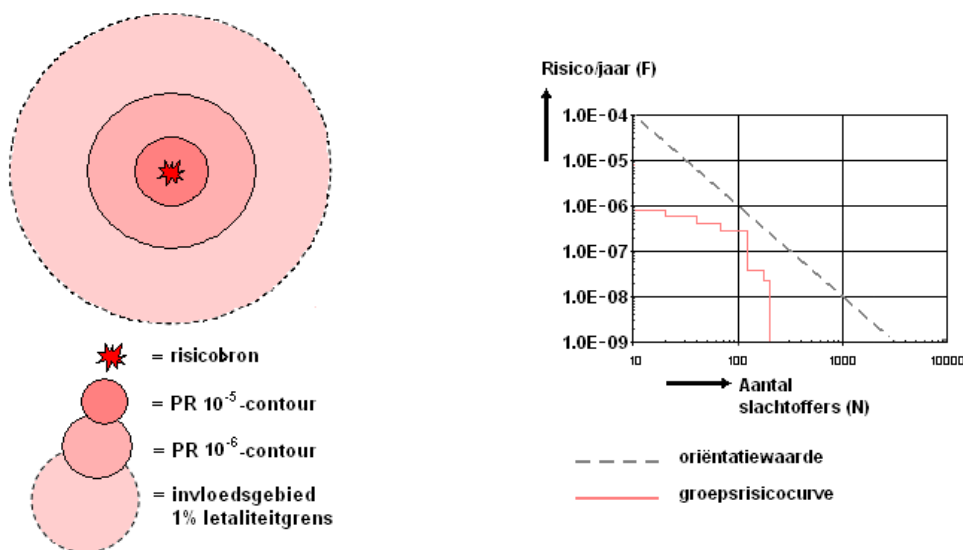 = risicobron
= PR 10⁻⁵-contour
= PR 10⁻⁶-contour
= invloedsgebied
1% letaliteitgrens
Risico/jaar (F)
1.0E-04
1.0E-05
1.0E-06
1.0E-07
1.0E-08
1.0E-09
10 100 1000 10000
Aantal
slachtoffers (N)
oriëntatiewaarde
groepsrisicocurve